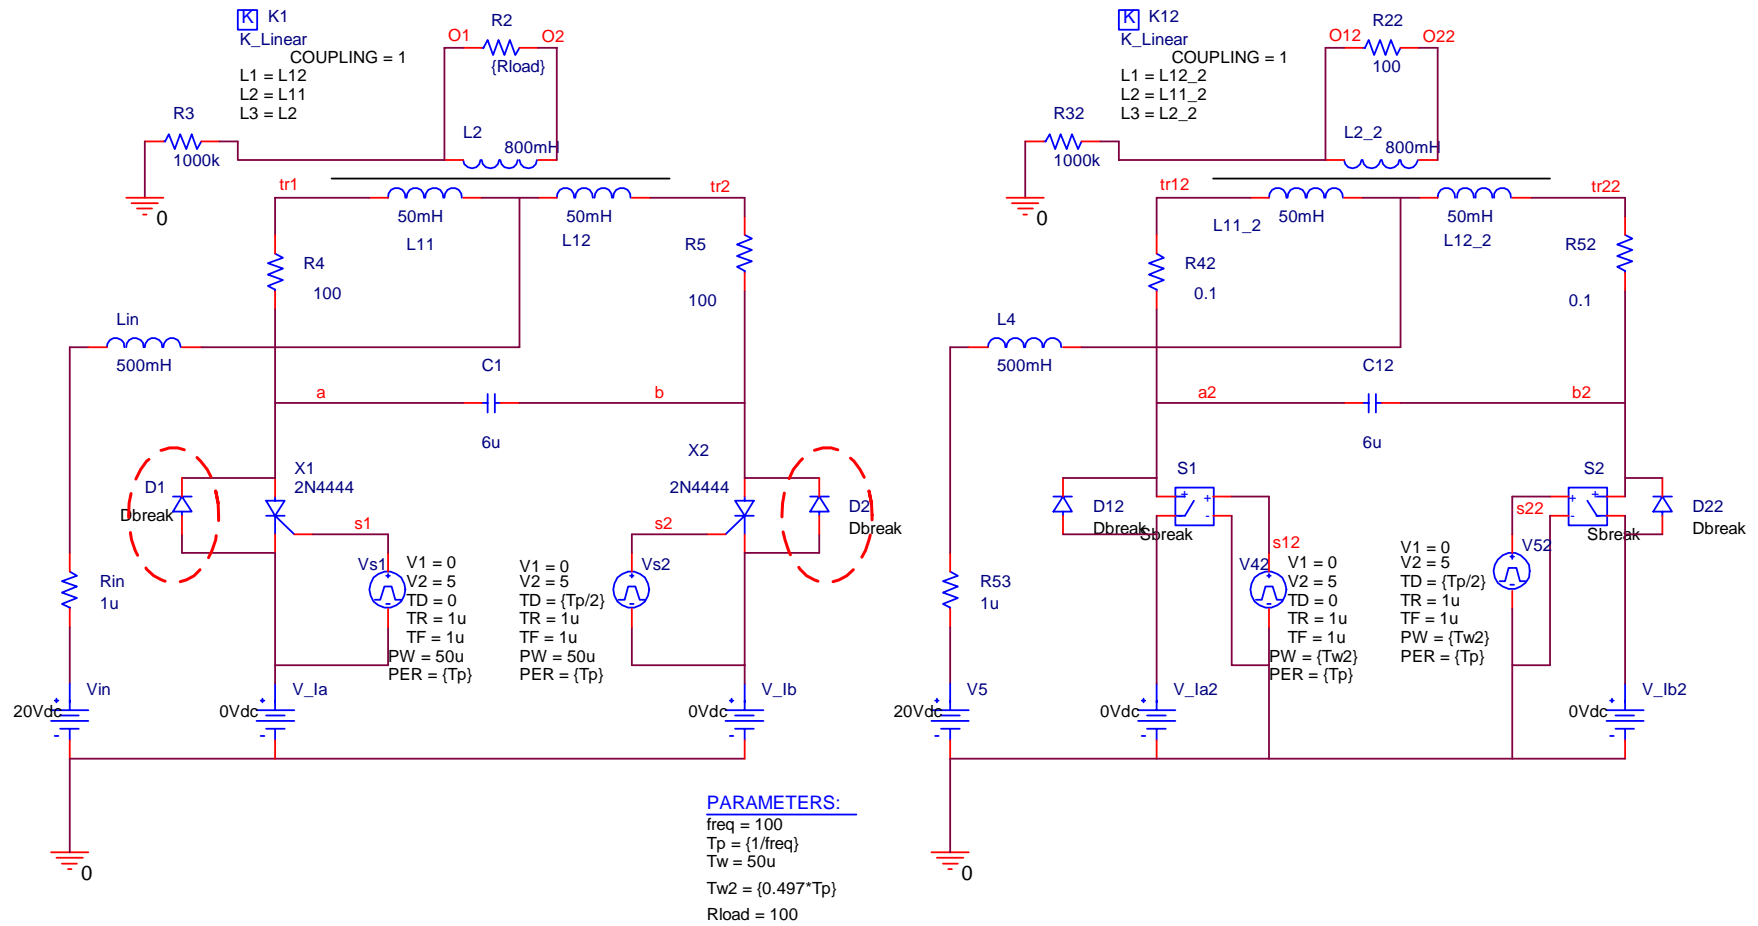 K K1
K_Linear
COUPLING = 1
L1 = L12
L2 = L11
L3 = L2
R2
O1 O2
{Rload}
R3
1000k
0
L2
800mH
tr1
tr2
50mH
L11
50mH
L12
R4
100
R5
100
Lin
500mH
C1
a
b
6u
D1
Dbreak
X1
2N4444
s1
X2
2N4444
s2
D2
Dbreak
Vs1
V1 = 0
V2 = 5
TD = 0
TR = 1u
TF = 1u
PW = 50u
PER = {Tp}
Vs2
V1 = 0
V2 = 5
TD = {Tp/2}
TR = 1u
TF = 1u
PW = 50u
PER = {Tp}
Rin
1u
Vin
20Vdc
V_Ia
0Vdc
V_Ib
0Vdc
0
K K12
K_Linear
COUPLING = 1
L1 = L12_2
L2 = L11_2
L3 = L2_2
R22
O12 O22
100
R32
1000k
0
L2_2
800mH
tr12
tr22
50mH
L11_2
50mH
L12_2
R42
0.1
R52
0.1
L4
500mH
C12
a2
b2
6u
D12
Dbreak
S1
Sbreak
s12
S2
Sbreak
s22
D22
Dbreak
V42
V1 = 0
V2 = 5
TD = 0
TR = 1u
TF = 1u
PW = {Tw2}
PER = {Tp}
V52
V1 = 0
V2 = 5
TD = {Tp/2}
TR = 1u
TF = 1u
PW = {Tw2}
PER = {Tp}
R53
1u
V5
20Vdc
V_Ia2
0Vdc
V_Ib2
0Vdc
0
PARAMETERS:
freq = 100
Tp = {1/freq}
Tw = 50u
Tw2 = {0.497*Tp}
Rload = 100